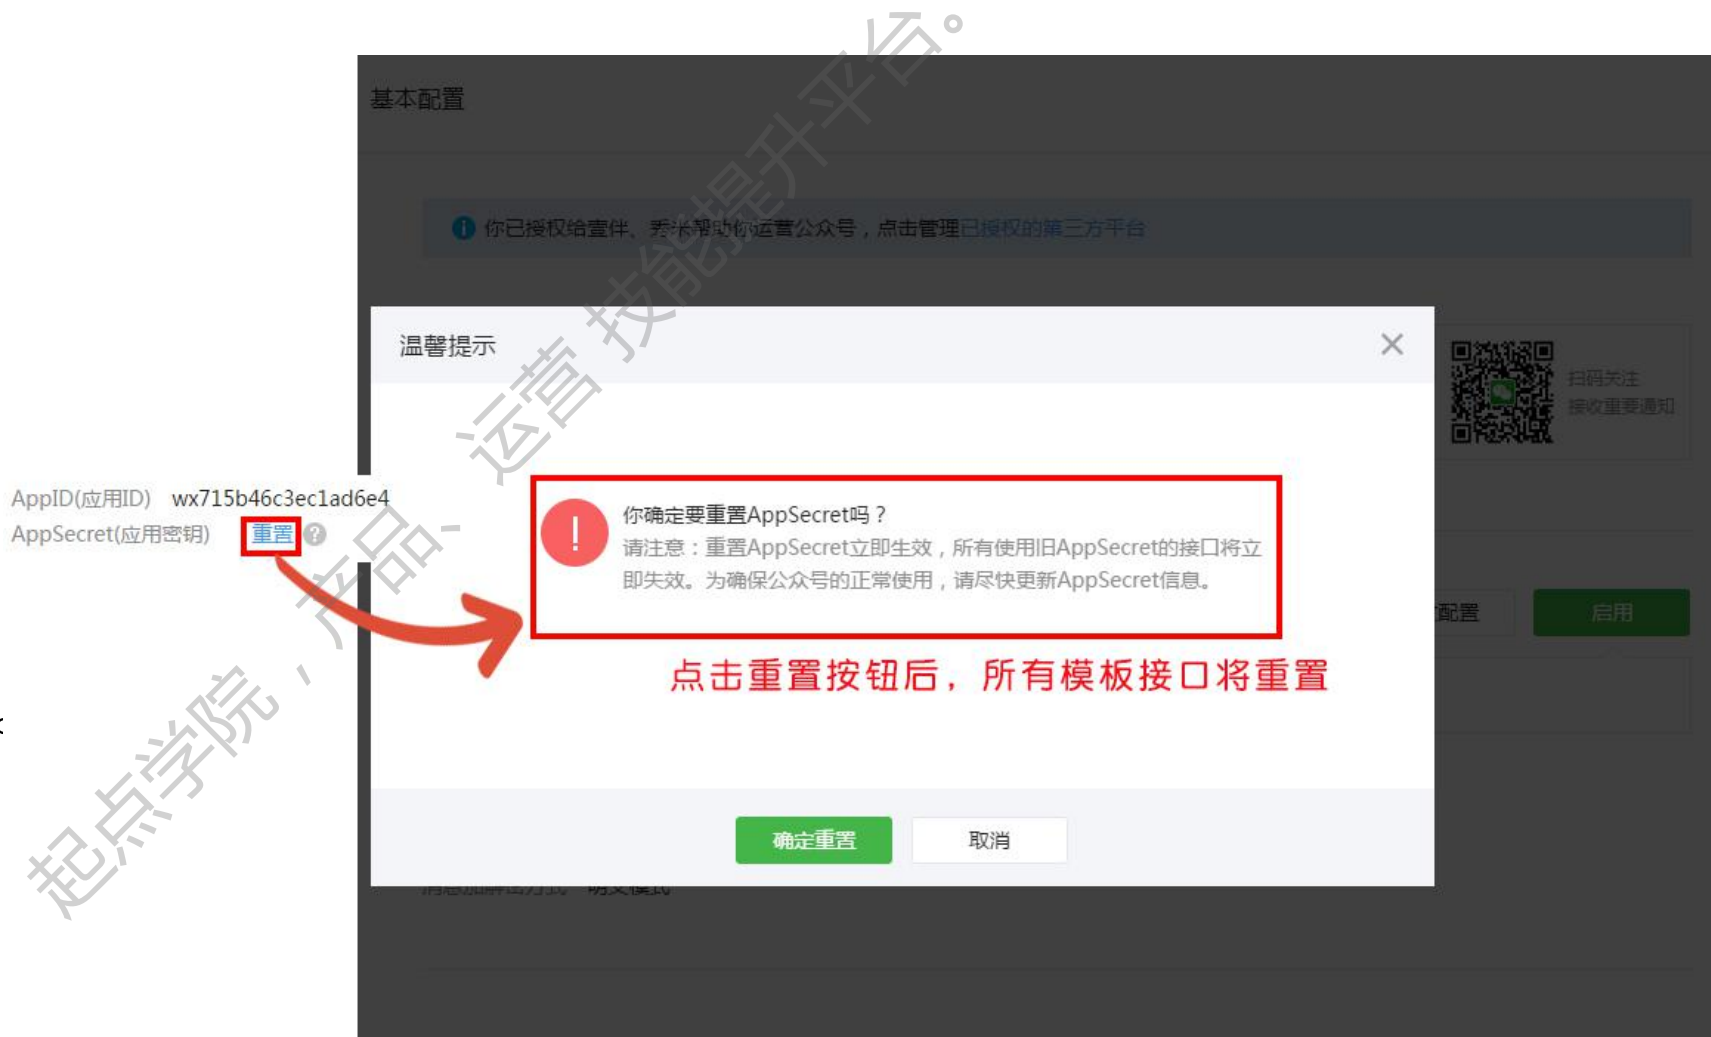 基本配置
你已授权给壹伴、秀米帮助你运营公众号，点击管理已授权的第三方平台
温馨提示
扫码关注
接收重要通知
AppID(应用ID) wx715b46c3ec1ad6e4
AppSecret(应用密钥) 重置 ?
你确定要重置AppSecret吗？
请注意：重置AppSecret立即生效，所有使用旧AppSecret的接口将立
即失效。为确保公众号的正常使用，请尽快更新AppSecret信息。
配置 启用
点击重置按钮后，所有模板接口将重置
确定重置 取消
起点学院，产品、运营 技能提升平台。